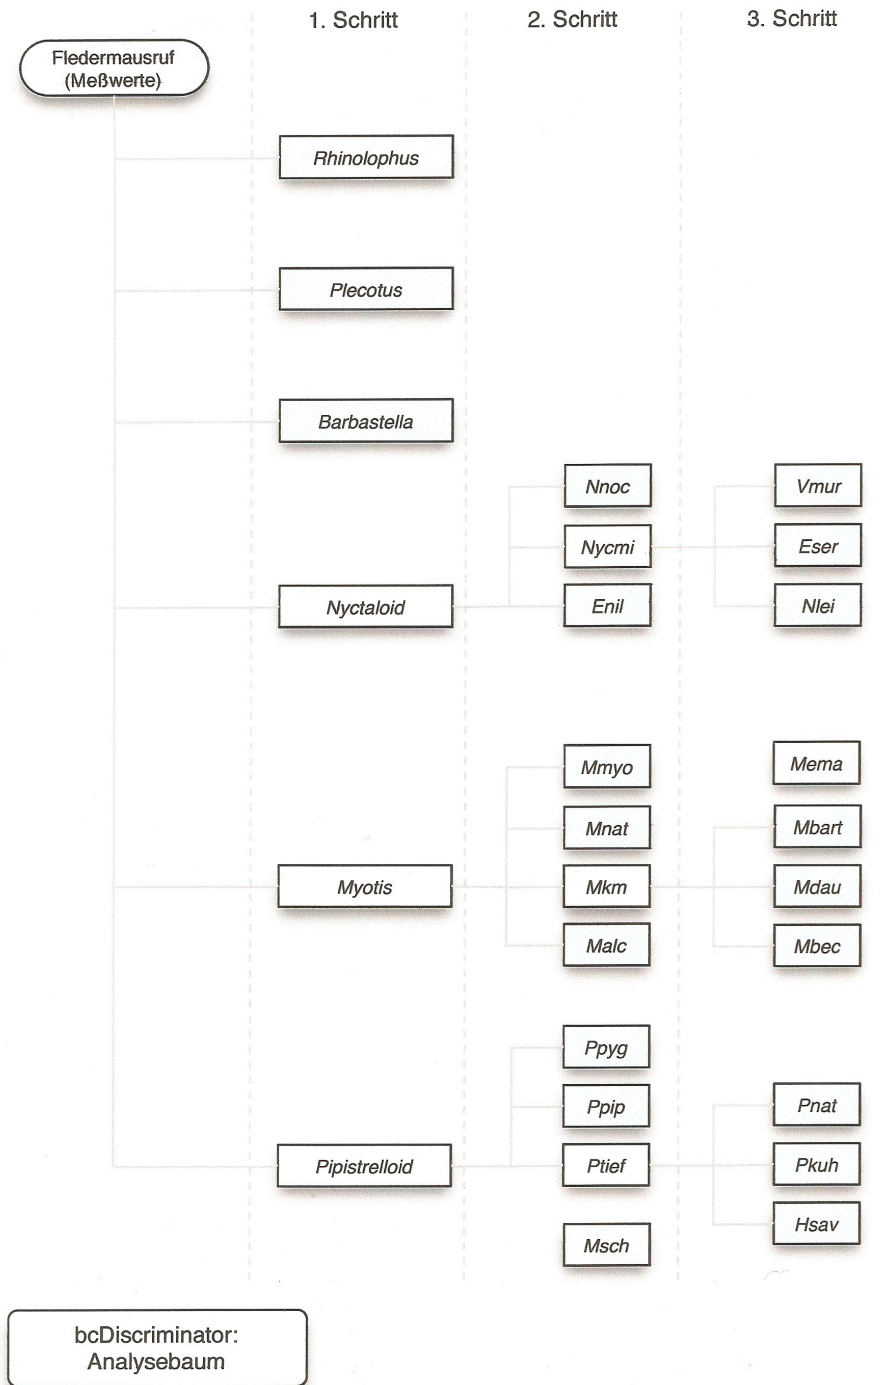 1. Schritt
2. Schritt
3. Schritt
Fledermausruf
(Meßwerte)
Rhinolophus
Plecotus
Barbastella
Nnoc
Vmur
Nycmi
Eser
Nyctaloid
Enil
Nlei
Mmyo
Mema
Mnat
Mbart
Myotis
Mkm
Mdau
Malc
Mbec
Ppyg
Ppip
Pnat
Pipistrelloid
Ptief
Pkuh
Hsav
Msch
bcDiscriminator:
Analysebaum